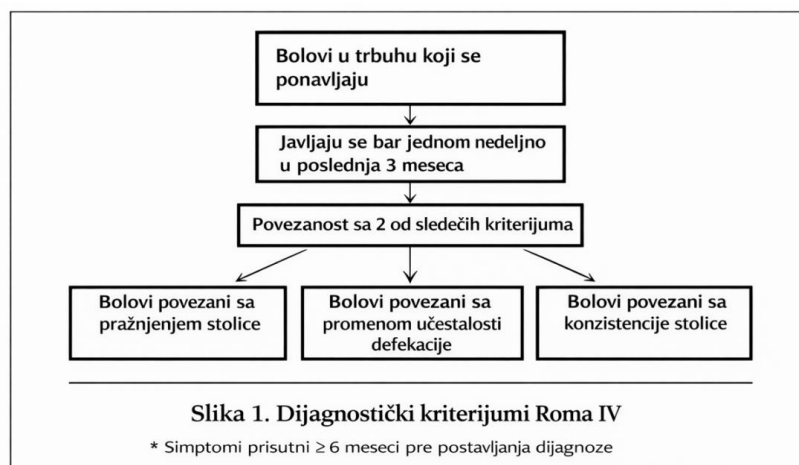 Bolovi u trbuhu koji se
ponavljaju
Javljaju se bar jednom nedeljno
u poslednja 3 meseca
Povezanost sa 2 od sledečih kriterijuma
Bolovi povezani sa
pražnjenjem stolice
Bolovi povezani sa
promenom učestalosti
defekacije
Bolovi povezani sa
konzistencije stolice
Slika 1. Dijagnostički kriterijumi Roma IV
* Simptomi prisutni ≥ 6 meseci pre postavljanja dijagnoze